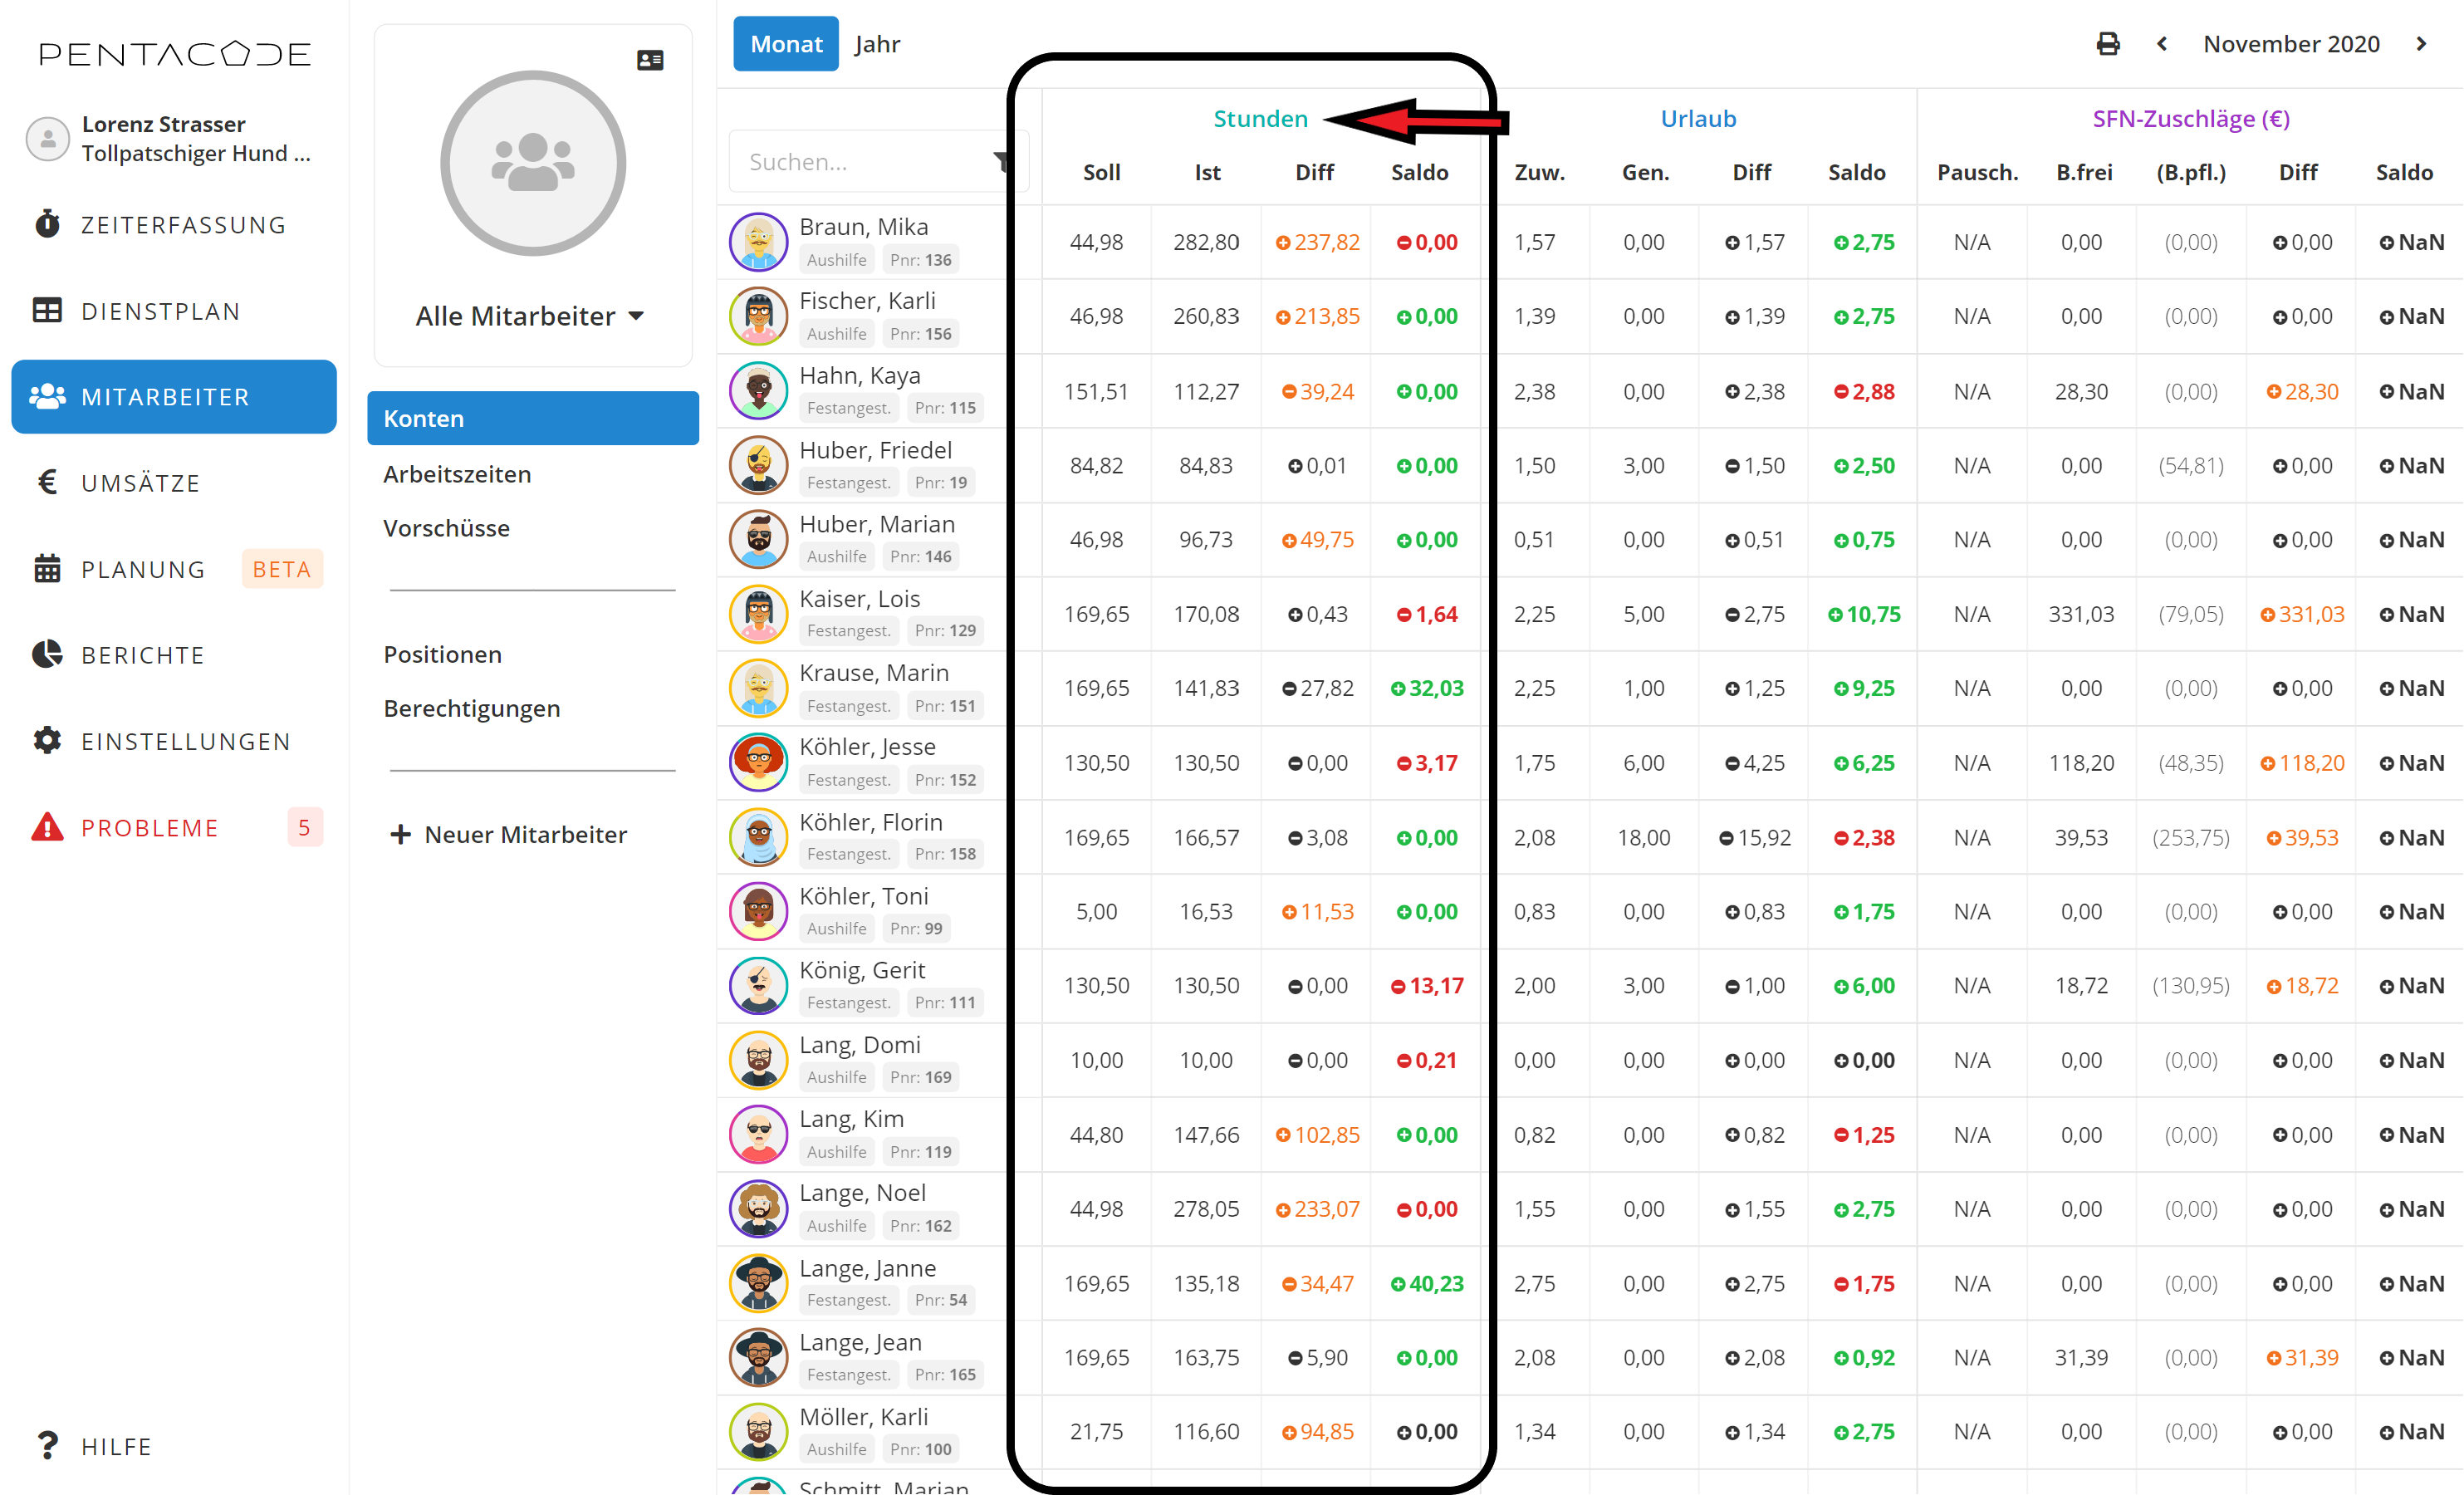 PENTACODE
Lorenz Strasser
Tollpatschiger Hund ...
ZEITERFASSUNG
DIENSTPLAN
MITARBEITER
UMSÄTZE
PLANUNG BETA
BERICHTE
EINSTELLUNGEN
PROBLEME 5
HILFE
Alle Mitarbeiter
Konten
Arbeitszeiten
Vorschüsse
Positionen
Berechtigungen
+ Neuer Mitarbeiter
Monat Jahr
November 2020
Suchen...
Stunden Urlaub SFN-Zuschläge (€)
Soll Ist Diff Saldo Zuw. Gen. Diff Saldo Pausch. B.frei (B.pfl.) Diff Saldo
Braun, Mika
Aushilfe Pnr: 136
44,98 282,80 +237,82 -0,00 1,57 0,00 +1,57 +2,75 N/A 0,00 (0,00) +0,00 +NaN
Fischer, Karli
Aushilfe Pnr: 156
46,98 260,83 +213,85 +0,00 1,39 0,00 +1,39 +2,75 N/A 0,00 (0,00) +0,00 +NaN
Hahn, Kaya
Festangest. Pnr: 115
151,51 112,27 -39,24 +0,00 2,38 0,00 +2,38 -2,88 N/A 28,30 (0,00) +28,30 +NaN
Huber, Friedel
Festangest. Pnr: 19
84,82 84,83 +0,01 +0,00 1,50 3,00 -1,50 +2,50 N/A 0,00 (54,81) +0,00 +NaN
Huber, Marian
Aushilfe Pnr: 146
46,98 96,73 +49,75 +0,00 0,51 0,00 +0,51 +0,75 N/A 0,00 (0,00) +0,00 +NaN
Kaiser, Lois
Festangest. Pnr: 129
169,65 170,08 +0,43 -1,64 2,25 5,00 -2,75 +10,75 N/A 331,03 (79,05) +331,03 +NaN
Krause, Marin
Festangest. Pnr: 151
169,65 141,83 -27,82 +32,03 2,25 1,00 +1,25 +9,25 N/A 0,00 (0,00) +0,00 +NaN
Köhler, Jesse
Festangest. Pnr: 152
130,50 130,50 -0,00 -3,17 1,75 6,00 -4,25 +6,25 N/A 118,20 (48,35) +118,20 +NaN
Köhler, Florin
Festangest. Pnr: 158
169,65 166,57 -3,08 +0,00 2,08 18,00 -15,92 -2,38 N/A 39,53 (253,75) +39,53 +NaN
Köhler, Toni
Aushilfe Pnr: 99
5,00 16,53 +11,53 +0,00 0,83 0,00 +0,83 +1,75 N/A 0,00 (0,00) +0,00 +NaN
König, Gerit
Festangest. Pnr: 111
130,50 130,50 -0,00 -13,17 2,00 3,00 -1,00 +6,00 N/A 18,72 (130,95) +18,72 +NaN
Lang, Domi
Aushilfe Pnr: 169
10,00 10,00 -0,00 -0,21 0,00 0,00 +0,00 +0,00 N/A 0,00 (0,00) +0,00 +NaN
Lang, Kim
Aushilfe Pnr: 119
44,80 147,66 +102,85 +0,00 0,82 0,00 +0,82 -1,25 N/A 0,00 (0,00) +0,00 +NaN
Lange, Noel
Aushilfe Pnr: 162
44,98 278,05 +233,07 -0,00 1,55 0,00 +1,55 +2,75 N/A 0,00 (0,00) +0,00 +NaN
Lange, Janne
Festangest. Pnr: 54
169,65 135,18 -34,47 +40,23 2,75 0,00 +2,75 -1,75 N/A 0,00 (0,00) +0,00 +NaN
Lange, Jean
Festangest. Pnr: 165
169,65 163,75 -5,90 +0,00 2,08 0,00 +2,08 +0,92 N/A 31,39 (0,00) +31,39 +NaN
Möller, Karli
Aushilfe Pnr: 100
21,75 116,60 +94,85 +0,00 1,34 0,00 +1,34 +2,75 N/A 0,00 (0,00) +0,00 +NaN
Schmitt, Marian